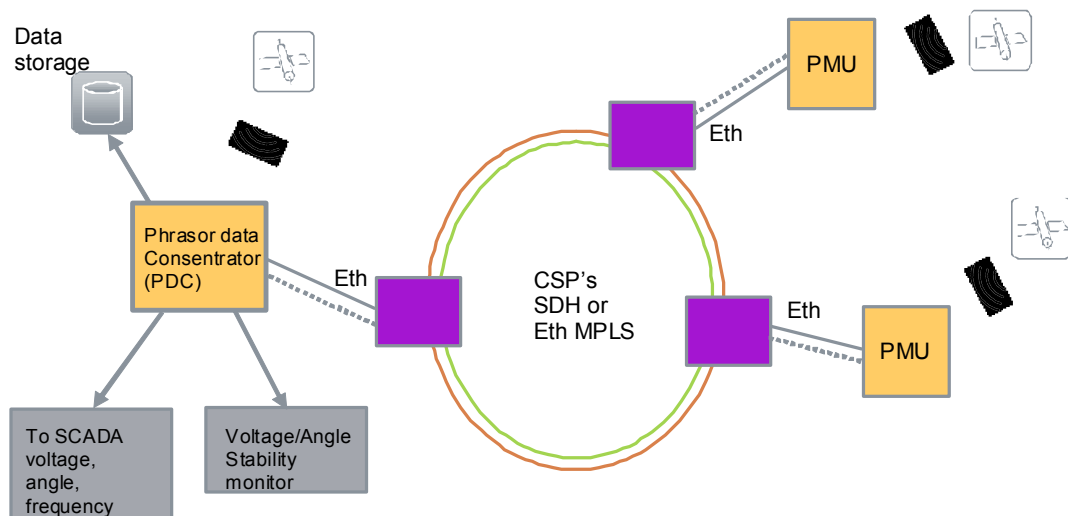 Data
storage
PMU
Eth
Phrasor data
Consentrator
(PDC)
Eth
CSP's
SDH or
Eth MPLS
Eth
PMU
To SCADA
voltage,
angle,
frequency
Voltage/Angle
Stability
monitor